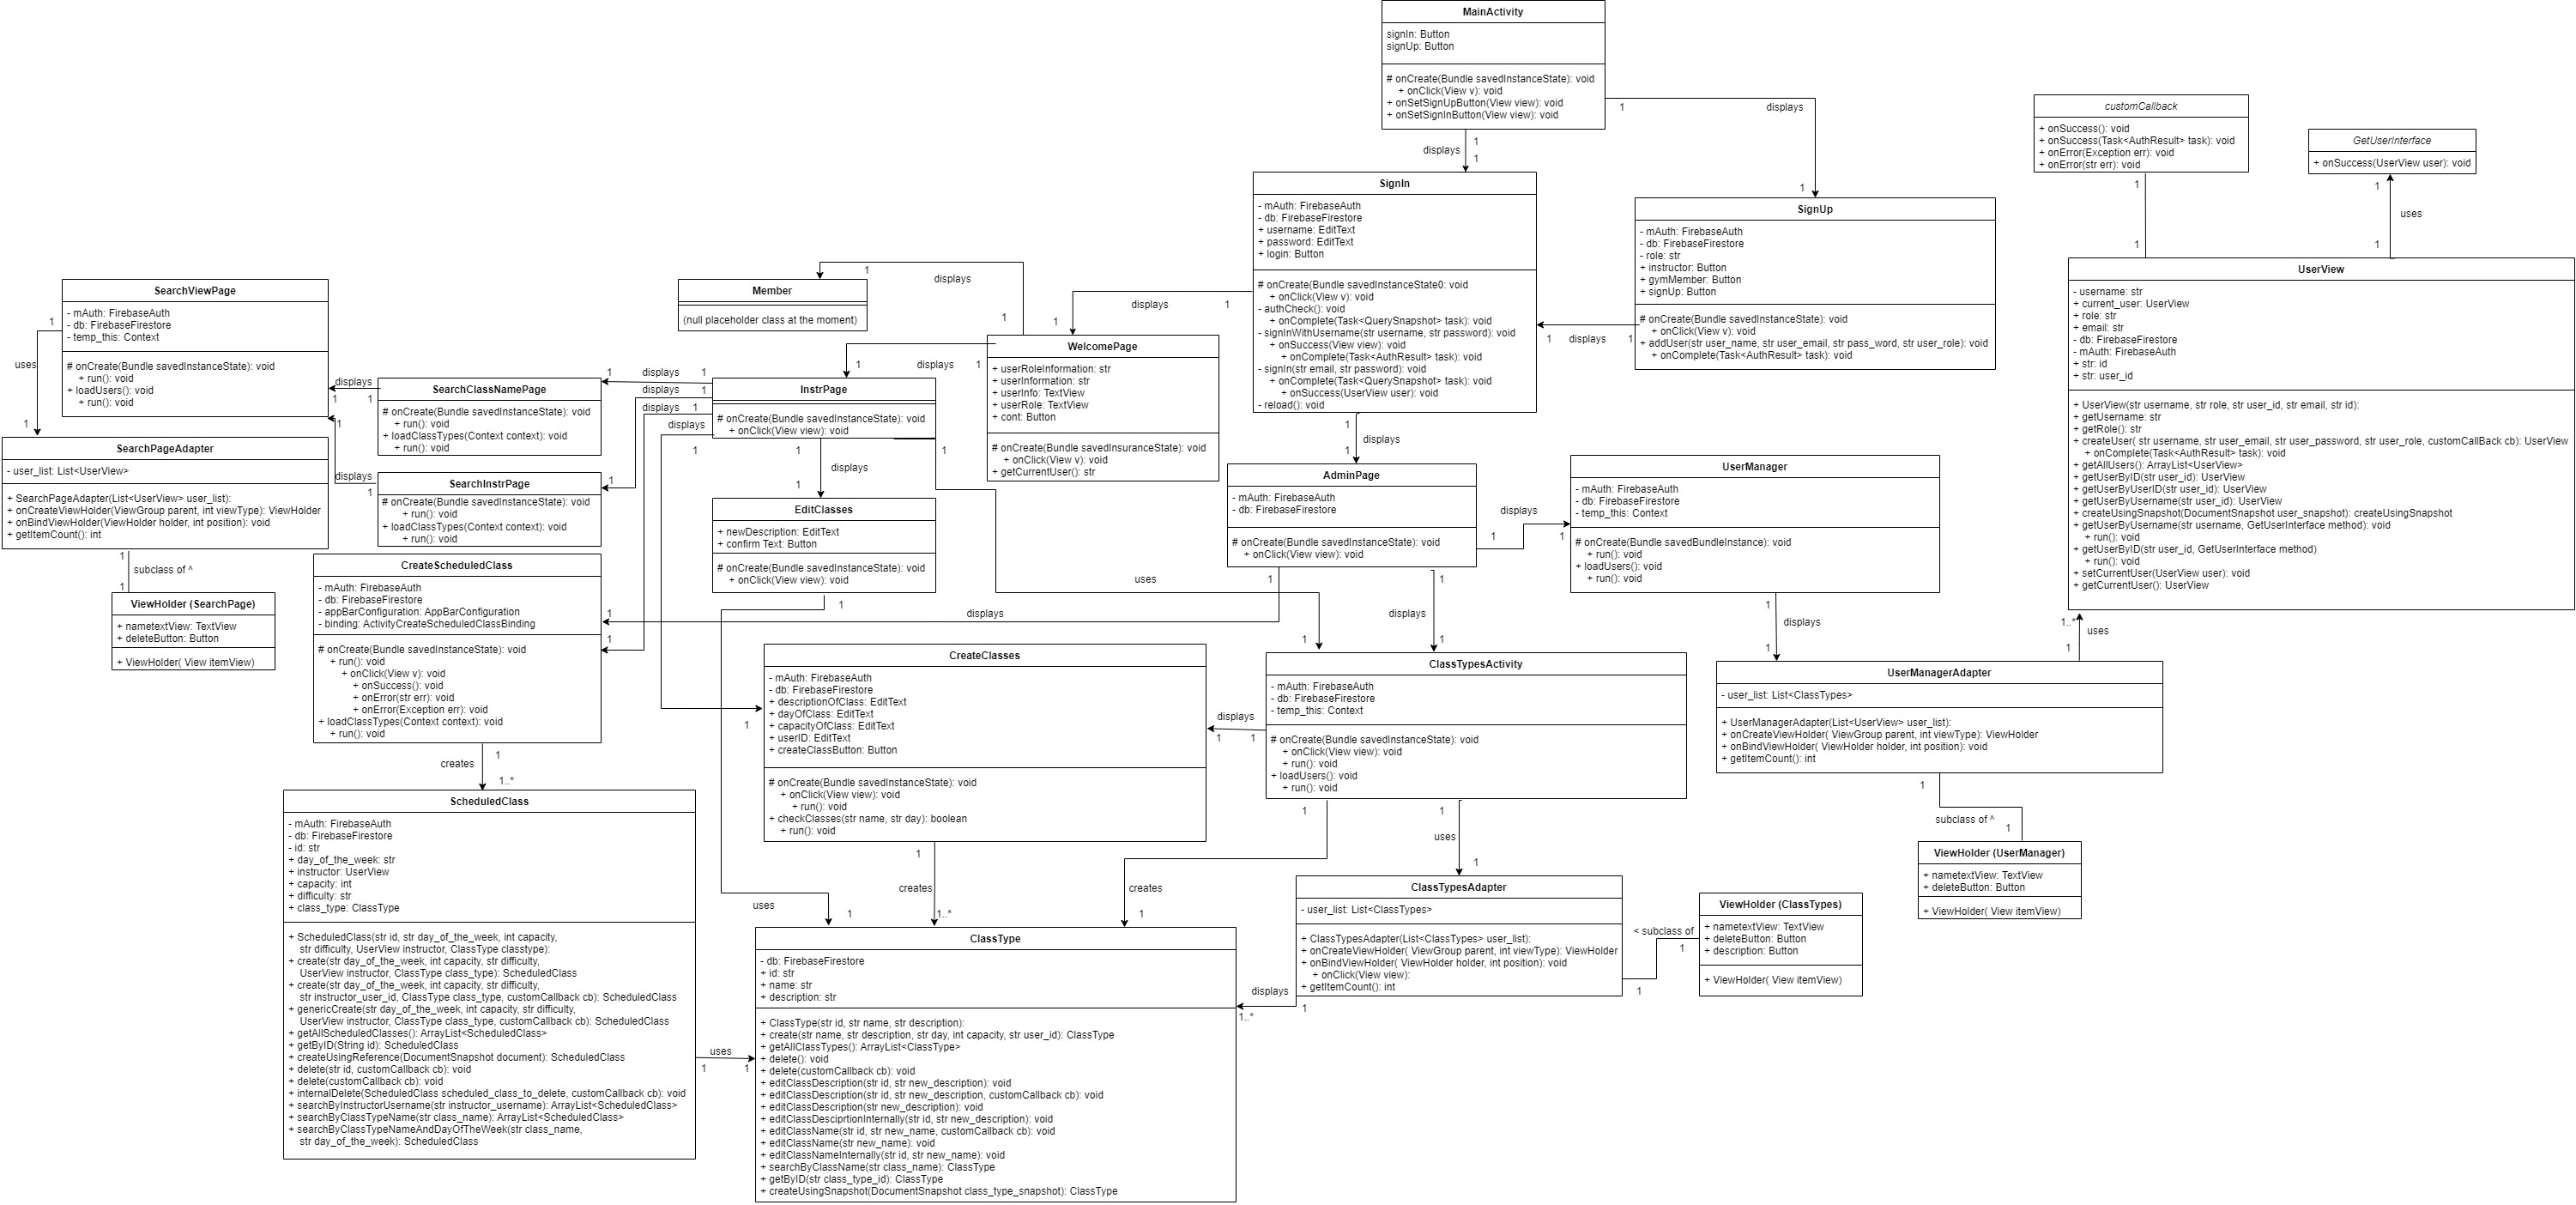 MainActivity
signIn: Button
signUp: Button
# onCreate(Bundle savedInstanceState): void
+ onClick(View v): void
+ onSetSignUpButton(View view): void
+ onSetSignInButton(View view): void
1
displays
1
displays
1
1
customCallback
+ onSuccess(): void
+ onSuccess(Task<AuthResult> task): void
+ onError(Exception err): void
+ onError(str err): void
1
1
GetUserInterface
+ onSuccess(UserView user): void
1
uses
1
SignIn
- mAuth: FirebaseAuth
- db: FirebaseFirestore
+ username: EditText
+ password: EditText
+ login: Button
# onCreate(Bundle savedInstanceState0: void
+ onClick(View v): void
- authCheck(): void
+ onComplete(Task<QuerySnapshot> task): void
- signInWithUsername(str username, str password): void
+ onSuccess(View view): void
+ onComplete(Task<AuthResult> task): void
- signIn(str email, str password): void
+ onComplete(Task<QuerySnapshot> task): void
+ onSuccess(UserView user): void
- reload(): void
SignUp
- mAuth: FirebaseAuth
- db: FirebaseFirestore
- role: str
+ instructor: Button
+ gymMember: Button
+ signUp: Button
# onCreate(Bundle savedInstanceState): void
+ onClick(View v): void
+ addUser(str user_name, str user_email, str pass_word, str user_role): void
+ onComplete(Task<AuthResult> task): void
1
displays
1
UserView
- username: str
+ current_user: UserView
+ role: str
+ email: str
- db: FirebaseFirestore
- mAuth: FirebaseAuth
+ str: id
+ str: user_id
+ UserView(str username, str role, str user_id, str email, str id):
+ getUsername: str
+ getRole(): str
+ createUser( str username, str user_email, str user_password, str user_role, customCallBack cb): UserView
+ onComplete(Task<AuthResult> task): void
+ getAllUsers(): ArrayList<UserView>
+ getUserByID(str user_id): UserView
+ getUserByUserID(str user_id): UserView
+ getUserByUsername(str user_id): UserView
+ createUsingSnapshot(DocumentSnapshot user_snapshot): createUsingSnapshot
+ getUserByUsername(str username, GetUserInterface method): void
+ run(): void
+ getUserByID(str user_id, GetUserInterface method)
+ run(): void
+ setCurrentUser(UserView user): void
+ getCurrentUser(): UserView
SearchViewPage
- mAuth: FirebaseAuth
- db: FirebaseFirestore
- temp_this: Context
# onCreate(Bundle savedInstanceState): void
+ run(): void
+ loadUsers(): void
+ run(): void
1
uses
1
Member
(null placeholder class at the moment)
1
displays
1
displays
1
1
WelcomePage
+ userRoleInformation: str
+ userInformation: str
+ userInfo: TextView
+ userRole: TextView
+ cont: Button
# onCreate(Bundle savedInsuranceState): void
+ onClick(View v): void
+ getCurrentUser(): str
1
displays
1
SearchClassNamePage
# onCreate(Bundle savedInstanceState): void
+ run(): void
+ loadClassTypes(Context context): void
+ run(): void
displays
1
1
1
InstrPage
# onCreate(Bundle savedInstanceState): void
+ onClick(View view): void
1
displays
1
displays
1
displays
1
displays
1
1
displays
1
1
SearchPageAdapter
- user_list: List<UserView>
+ SearchPageAdapter(List<UserView> user_list):
+ onCreateViewHolder(ViewGroup parent, int viewType): ViewHolder
+ onBindViewHolder(ViewHolder holder, int position): void
+ getItemCount(): int
1
subclass of ^
1
SearchInstrPage
# onCreate(Bundle savedInstanceState): void
+ run(): void
+ loadClassTypes(Context context): void
+ run(): void
displays
1
1
EditClasses
+ newDescription: EditText
+ confirm Text: Button
# onCreate(Bundle savedInstanceState): void
+ onClick(View view): void
1
1
displays
1
AdminPage
- mAuth: FirebaseAuth
- db: FirebaseFirestore
# onCreate(Bundle savedInstanceState): void
+ onClick(View view): void
displays
1
1
UserManager
- mAuth: FirebaseAuth
- db: FirebaseFirestore
- temp_this: Context
# onCreate(Bundle savedBundleInstance): void
+ run(): void
+ loadUsers(): void
+ run(): void
1
displays
1
ViewHolder (SearchPage)
+ nametextView: TextView
+ deleteButton: Button
+ ViewHolder( View itemView)
CreateScheduledClass
- mAuth: FirebaseAuth
- db: FirebaseFirestore
- appBarConfiguration: AppBarConfiguration
- binding: ActivityCreateScheduledClassBinding
# onCreate(Bundle savedInstanceState): void
+ run(): void
+ onClick(View v): void
+ onSuccess(): void
+ onError(str err): void
+ onError(Exception err): void
+ loadClassTypes(Context context): void
+ run(): void
1
1
displays
1
uses
1
1
displays
1
1
creates
1..*
CreateClasses
- mAuth: FirebaseAuth
- db: FirebaseFirestore
+ descriptionOfClass: EditText
+ dayOfClass: EditText
+ capacityOfClass: EditText
+ userID: EditText
+ createClassButton: Button
# onCreate(Bundle savedInstanceState): void
+ onClick(View view): void
+ run(): void
+ checkClasses(str name, str day): boolean
+ run(): void
1
displays
1
1
ClassTypesActivity
- mAuth: FirebaseAuth
- db: FirebaseFirestore
- temp_this: Context
# onCreate(Bundle savedInstanceState): void
+ onClick(View view): void
+ run(): void
+ loadUsers(): void
+ run(): void
1..*
uses
1
UserManagerAdapter
- user_list: List<ClassTypes>
+ UserManagerAdapter(List<UserView> user_list):
+ onCreateViewHolder( ViewGroup parent, int viewType): ViewHolder
+ onBindViewHolder( ViewHolder holder, int position): void
+ getItemCount(): int
1
subclass of ^
1
ViewHolder (UserManager)
+ nametextView: TextView
+ deleteButton: Button
+ ViewHolder( View itemView)
ScheduledClass
- mAuth: FirebaseAuth
- db: FirebaseFirestore
- id: str
+ day_of_the_week: str
+ instructor: UserView
+ capacity: int
+ difficulty: str
+ class_type: ClassType
+ ScheduledClass(str id, str day_of_the_week, int capacity,
str difficulty, UserView instructor, ClassType classtype):
+ create(str day_of_the_week, int capacity, str difficulty,
UserView instructor, ClassType class_type): ScheduledClass
+ create(str day_of_the_week, int capacity, str difficulty,
str instructor_user_id, ClassType class_type, customCallback cb): ScheduledClass
+ genericCreate(str day_of_the_week, int capacity, str difficulty,
UserView instructor, ClassType class_type, customCallback cb): ScheduledClass
+ getAllScheduledClasses(): ArrayList<ScheduledClass>
+ getByID(String id): ScheduledClass
+ createUsingReference(DocumentSnapshot document): ScheduledClass
+ delete(str id, customCallback cb): void
+ delete(customCallback cb): void
+ internalDelete(ScheduledClass scheduled_class_to_delete, customCallback cb): void
+ searchByInstructorUsername(str instructor_username): ArrayList<ScheduledClass>
+ searchByClassTypeName(str class_name): ArrayList<ScheduledClass>
+ searchByClassTypeNameAndDayOfTheWeek(str class_name,
str day_of_the_week): ScheduledClass
uses
1
1
uses
1
1
creates
1..*
1
creates
1
1
uses
1
ClassType
- db: FirebaseFirestore
+ id: str
+ name: str
+ description: str
+ ClassType(str id, str name, str description):
+ create(str name, str description, str day, int capacity, str user_id): ClassType
+ getAllClassTypes(): ArrayList<ClassType>
+ delete(): void
+ delete(customCallback cb): void
+ editClassDescription(str id, str new_description): void
+ editClassDescription(str id, str new_description, customCallback cb): void
+ editClassDescription(str new_description): void
+ editClassDesciprtionInternally(str id, str new_description): void
+ editClassName(str id, str new_name, customCallback cb): void
+ editClassName(str new_name): void
+ editClassNameInternally(str id, str new_name): void
+ searchByClassName(str class_name): ClassType
+ getByID(str class_type_id): ClassType
+ createUsingSnapshot(DocumentSnapshot class_type_snapshot): ClassType
ClassTypesAdapter
- user_list: List<ClassTypes>
+ ClassTypesAdapter(List<ClassTypes> user_list):
+ onCreateViewHolder( ViewGroup parent, int viewType): ViewHolder
+ onBindViewHolder( ViewHolder holder, int position): void
+ onClick(View view):
+ getItemCount(): int
displays
1..*
1
< subclass of
1
1
ViewHolder (ClassTypes)
+ nametextView: TextView
+ deleteButton: Button
+ description: Button
+ ViewHolder( View itemView)